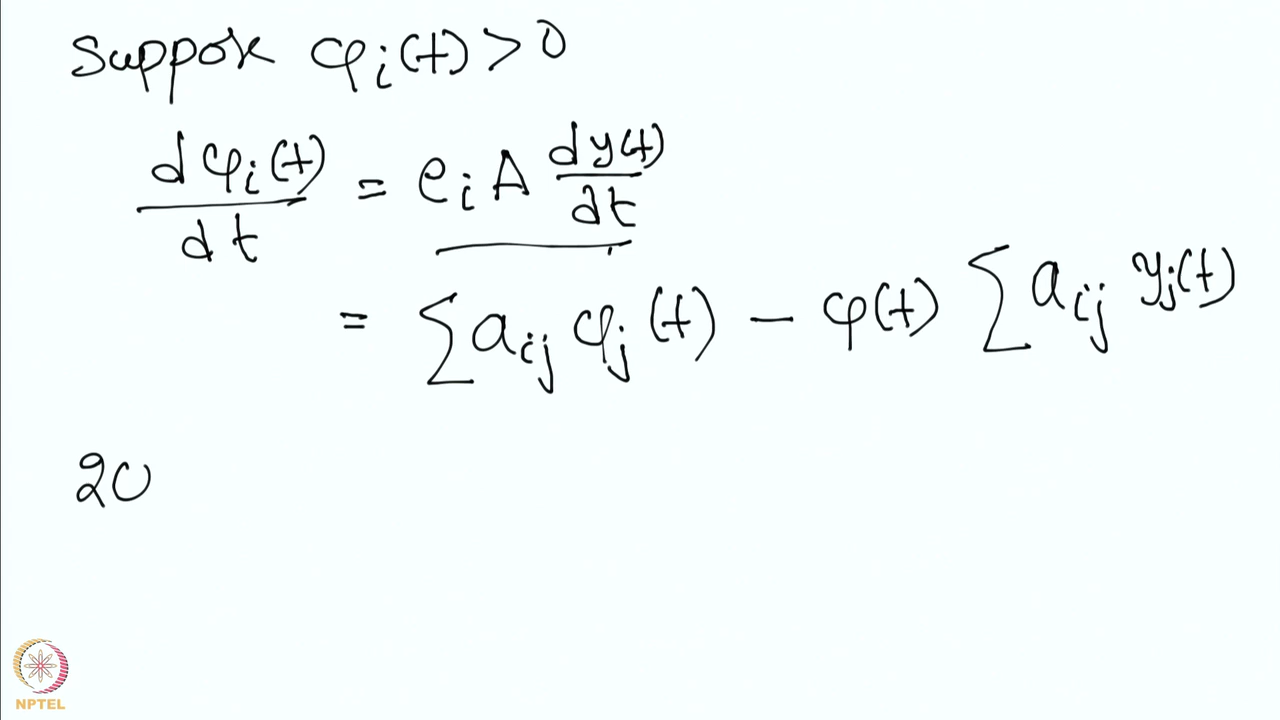 Suppose φᵢ(t) > 0
dφᵢ(t)/dt = eᵢ A dy(t)/dt
= ∑ aᵢⱼ φⱼ(t) − φ(t) ∑ aᵢⱼ yⱼ(t)
20
NPTEL